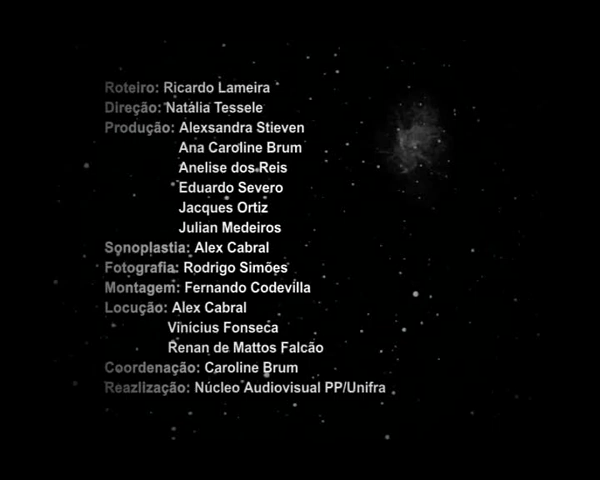 Roteiro: Ricardo Lameira
Direção: Natália Tessele
Produção: Alexsandra Stieven
Ana Caroline Brum
Anelise dos Reis
Eduardo Severo
Jacques Ortiz
Julian Medeiros
Sonoplastia: Alex Cabral
Fotografia: Rodrigo Simões
Montagem: Fernando Codevilla
Locução: Alex Cabral
Vinícius Fonseca
Renan de Mattos Falcão
Coordenação: Caroline Brum
Reazlização: Núcleo Audiovisual PP/Unifra